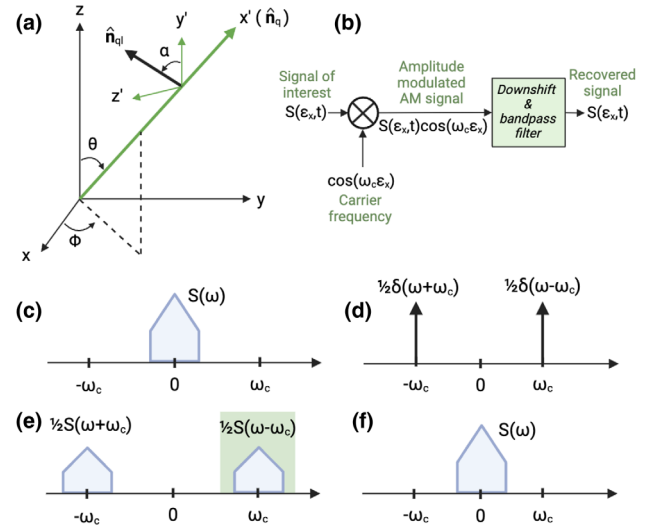 (a)
z
y'
x' ( n̂q)
n̂ql
α
z'
θ
y
x
Φ
(b)
Signal of
interest
S(εx,t)
Amplitude
modulated
AM signal
S(εx,t)cos(ωcεx)
Downshift
&
bandpass
filter
Recovered
signal
S(εx,t)
cos(ωcεx)
Carrier
frequency
(c)
S(ω)
-ωc 0 ωc
(d)
½δ(ω+ωc) ½δ(ω-ωc)
-ωc 0 ωc
(e)
½S(ω+ωc) ½S(ω-ωc)
-ωc 0 ωc
(f)
S(ω)
-ωc 0 ωc